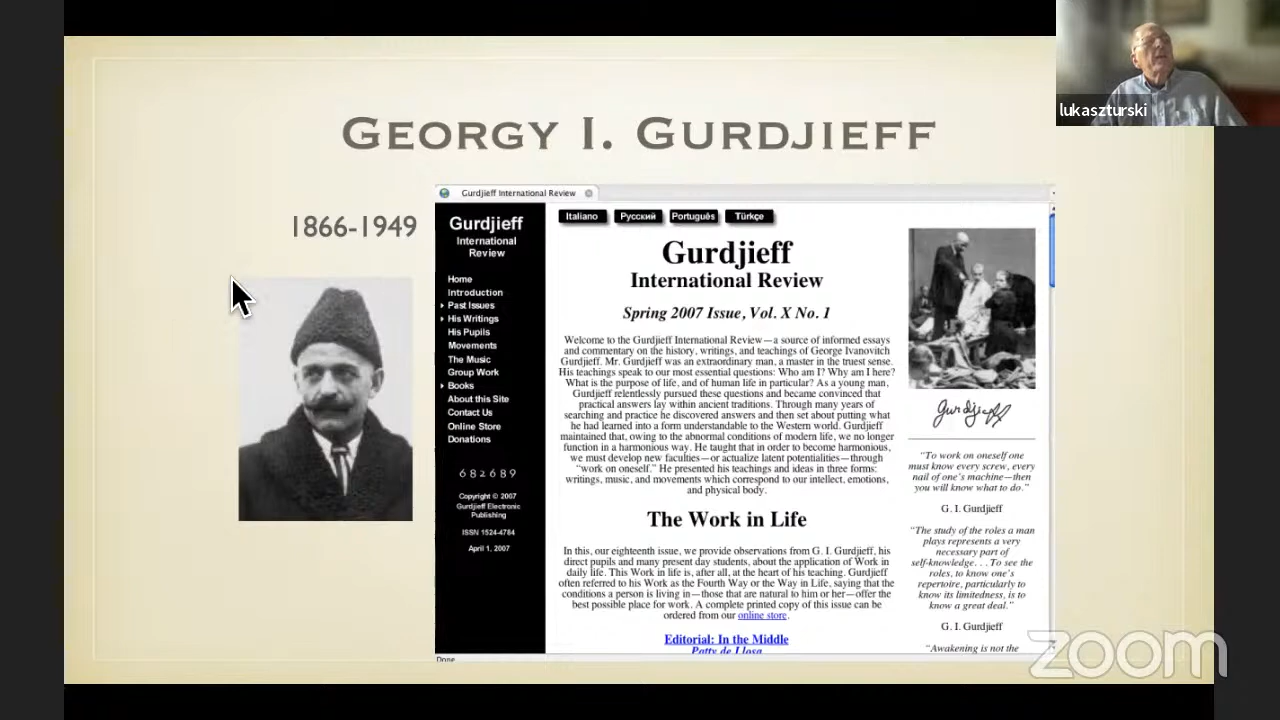 lukaszturski
GEORGY I. GURDJIEFF
1866-1949
Gurdjieff International Review
Gurdjieff
International
Review
Home
Introduction
Past Issues
His Writings
His Pupils
Movements
The Music
Group Work
Books
About this Site
Contact Us
Online Store
Donations
682689
Copyright © 2007
Gurdjieff Electronic
Publishing
ISSN 1524-4784
April 1, 2007
Italiano
Русский
Português
Türkçe
Gurdjieff
International Review
Spring 2007 Issue, Vol. X No. 1
Welcome to the Gurdjieff International Review—a source of informed essays
and commentary on the history, writings, and teachings of George Ivanovitch
Gurdjieff. Mr. Gurdjieff was an extraordinary man, a master in the truest sense.
His teachings speak to our most essential questions: Who am I? Why am I here?
What is the purpose of life, and of human life in particular? As a young man,
Gurdjieff relentlessly pursued these questions and became convinced that
practical answers lay within ancient traditions. Through many years of
searching and practice he discovered answers and then set about putting what
he had learned into a form understandable to the Western world. Gurdjieff
maintained that, owing to the abnormal conditions of modern life, we no longer
function in a harmonious way. He taught that in order to become harmonious,
we must develop new faculties—or actualize latent potentialities—through
“work on oneself.” He presented his teachings and ideas in three forms:
writings, music, and movements which correspond to our intellect, emotions,
and physical body.
The Work in Life
In this, our eighteenth issue, we provide observations from G. I. Gurdjieff, his
direct pupils and many present day students, about the application of Work in
daily life. This Work in life is, after all, at the heart of his teaching. Gurdjieff
often referred to his Work as the Fourth Way or the Way in Life, saying that the
conditions a person is living in—those that are natural to him or her—offer the
best possible place for work. A complete printed copy of this issue can be
ordered from our online store.
Editorial: In the Middle
Patty de Llosa
Gurdjieff
“To work on oneself one
must know every screw, every
nail of one’s machine—then
you will know what to do.”
G. I. Gurdjieff
“The study of the roles a man
plays represents a very
necessary part of
self-knowledge. . . To see the
roles, to know one’s
repertoire, particularly to
know its limitedness, is to
know a great deal.”
G. I. Gurdjieff
“Awakening is not the
Done
zoom